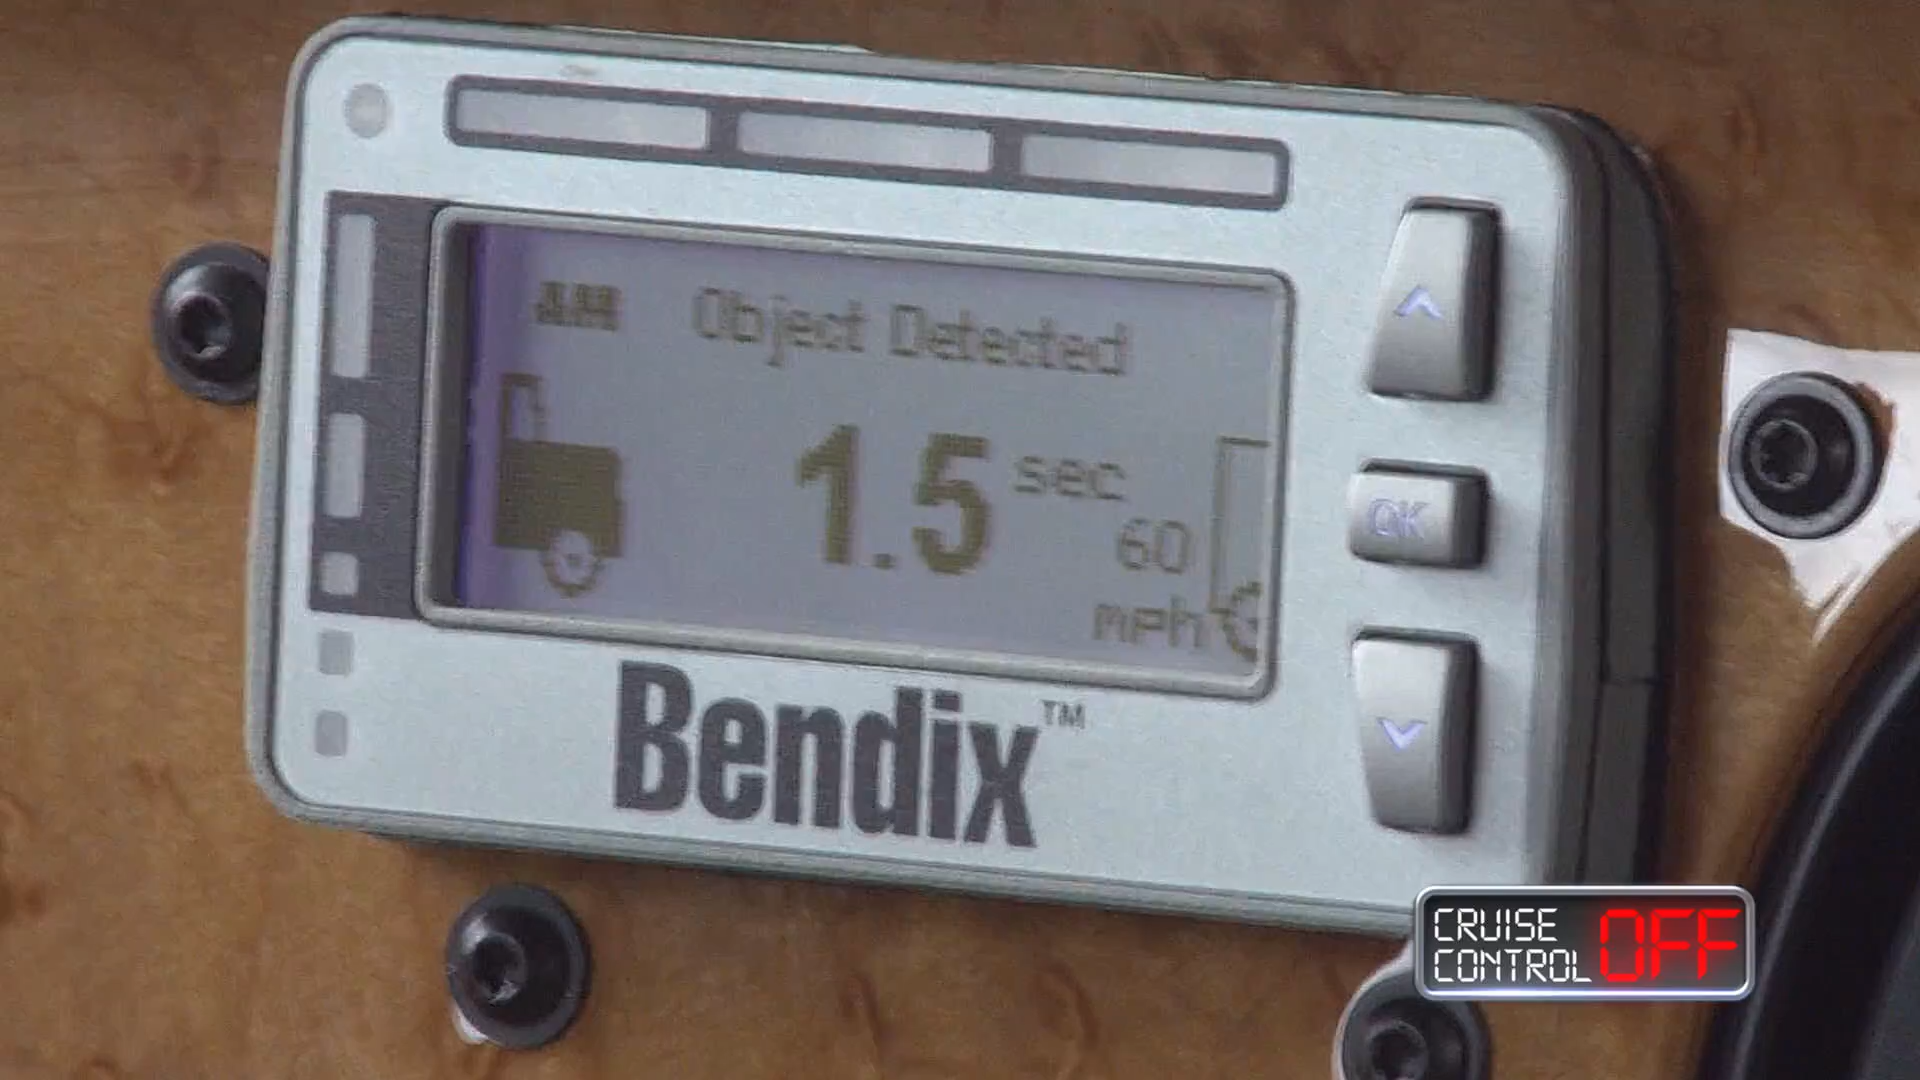 Object Detected
1.5 sec
60
mph
OK
Bendix™
CRUISE
CONTROL OFF